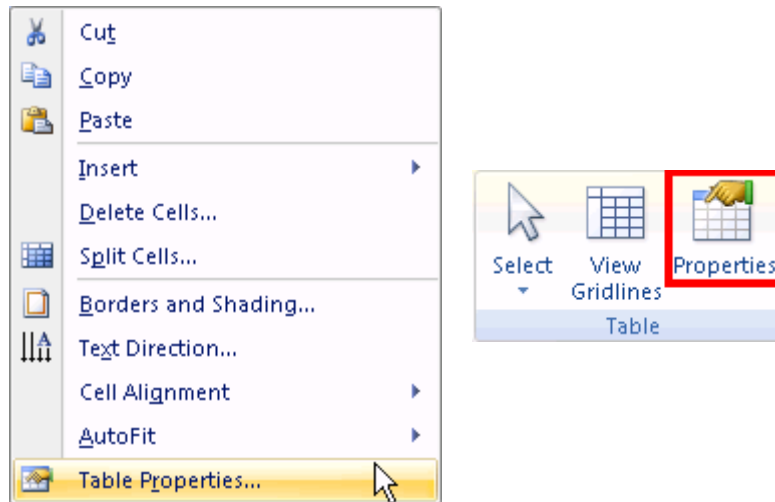 Cut
Copy
Paste
Insert
Delete Cells...
Split Cells...
Borders and Shading...
Text Direction...
Cell Alignment
AutoFit
Table Properties...
Select
View
Gridlines
Properties
Table